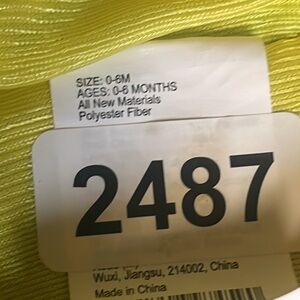 SIZE: 0-6M
AGES: 0-6 MONTHS
All New Materials
Polyester Fiber
2487
Wuxi, Jiangsu, 214002, China
Made in China